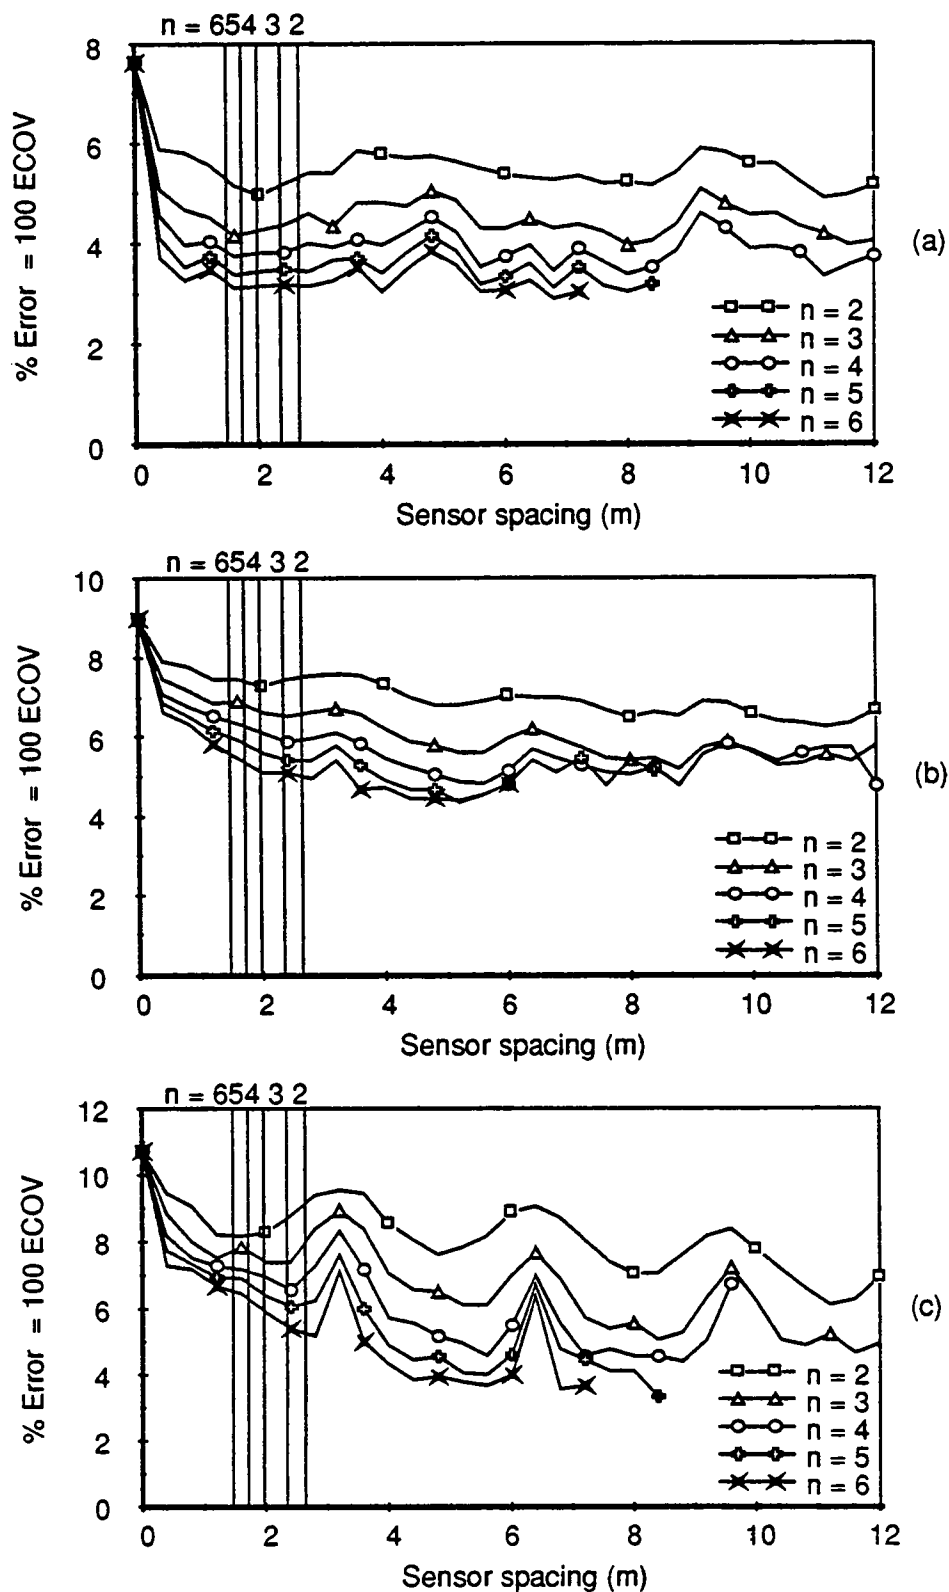 n = 654 3 2
8
6
4
2
0
% Error = 100 ECOV
0 2 4 6 8 10 12
Sensor spacing (m)
n = 2
n = 3
n = 4
n = 5
n = 6
(a)
n = 654 3 2
10
8
6
4
2
0
% Error = 100 ECOV
0 2 4 6 8 10 12
Sensor spacing (m)
n = 2
n = 3
n = 4
n = 5
n = 6
(b)
n = 654 3 2
12
10
8
6
4
2
0
% Error = 100 ECOV
0 2 4 6 8 10 12
Sensor spacing (m)
n = 2
n = 3
n = 4
n = 5
n = 6
(c)